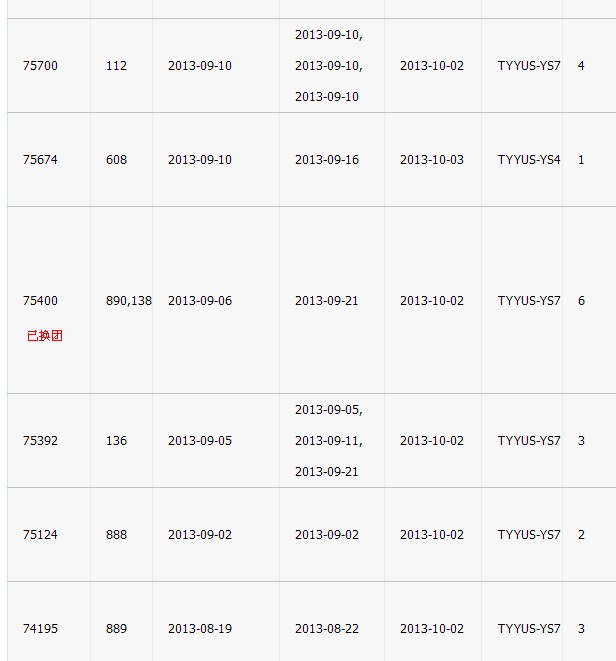 2013-09-10,
75700 112 2013-09-10 2013-09-10, 2013-10-02 TYYUS-YS7 4
2013-09-10
75674 608 2013-09-10 2013-09-16 2013-10-03 TYYUS-YS4 1
75400 890,138 2013-09-06 2013-09-21 2013-10-02 TYYUS-YS7 6
已换团
2013-09-05,
75392 136 2013-09-05 2013-09-11, 2013-10-02 TYYUS-YS7 3
2013-09-21
75124 888 2013-09-02 2013-09-02 2013-10-02 TYYUS-YS7 2
74195 889 2013-08-19 2013-08-22 2013-10-02 TYYUS-YS7 3